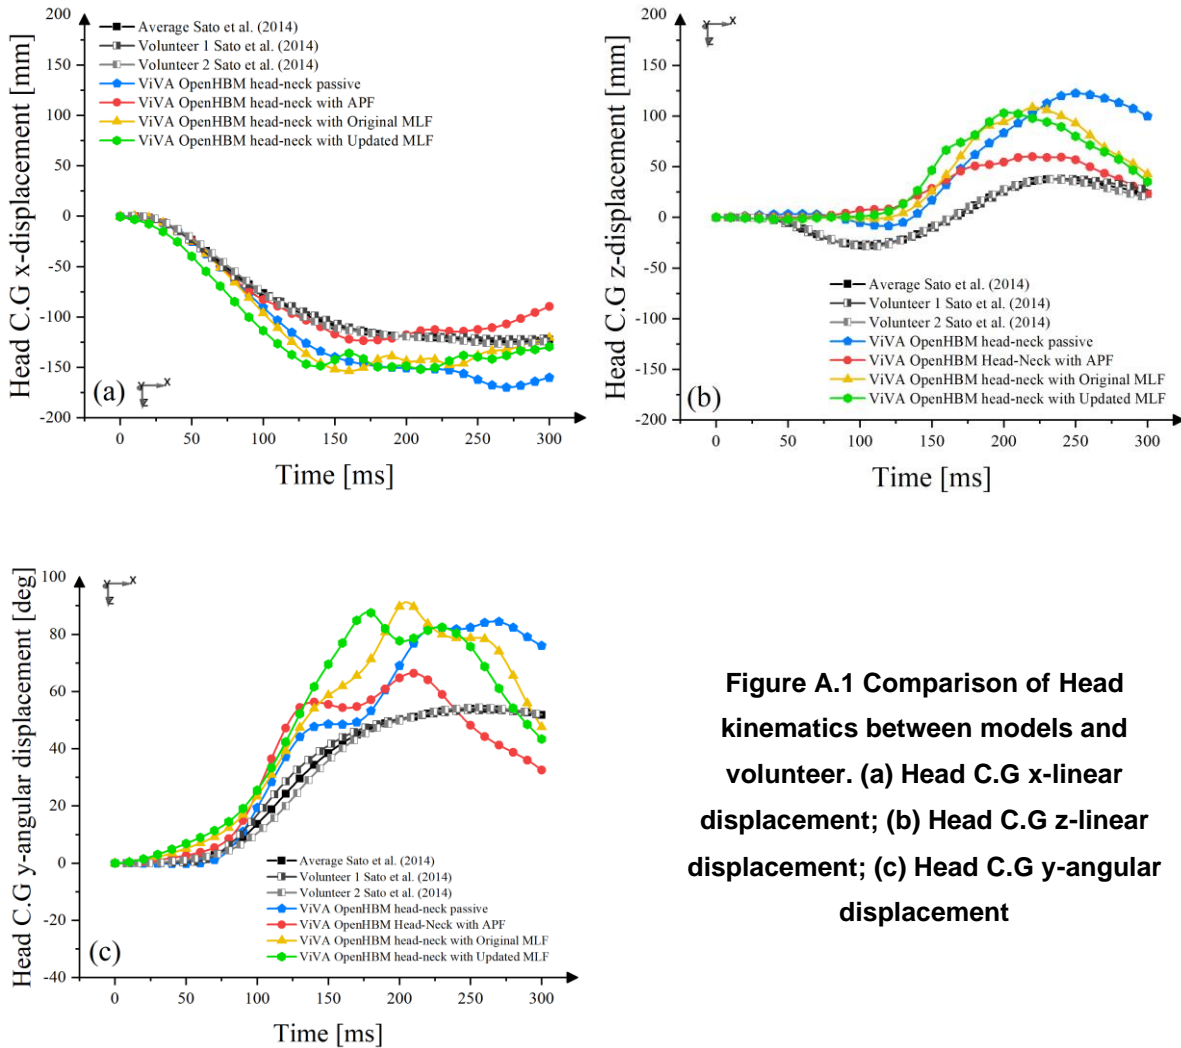 Head C.G x-displacement [mm]
200
150
100
50
0
-50
-100
-150
-200
Average Sato et al. (2014)
Volunteer 1 Sato et al. (2014)
Volunteer 2 Sato et al. (2014)
ViVA OpenHBM head-neck passive
ViVA OpenHBM head-neck with APF
ViVA OpenHBM head-neck with Original MLF
ViVA OpenHBM head-neck with Updated MLF
(a)
Y X
Z
0 50 100 150 200 250 300
Time [ms]
Head C.G z-displacement [mm]
200
150
100
50
0
-50
-100
-150
-200
Y X
Z
Average Sato et al. (2014)
Volunteer 1 Sato et al. (2014)
Volunteer 2 Sato et al. (2014)
ViVA OpenHBM head-neck passive
ViVA OpenHBM Head-Neck with APF
ViVA OpenHBM head-neck with Original MLF
ViVA OpenHBM head-neck with Updated MLF
(b)
0 50 100 150 200 250 300
Time [ms]
Head C.G y-angular displacement [deg]
100
80
60
40
20
0
-20
-40
Y X
Z
Average Sato et al. (2014)
Volunteer 1 Sato et al. (2014)
Volunteer 2 Sato et al. (2014)
ViVA OpenHBM head-neck passive
ViVA OpenHBM Head-Neck with APF
ViVA OpenHBM head-neck with Original MLF
ViVA OpenHBM head-neck with Updated MLF
(c)
0 50 100 150 200 250 300
Time [ms]
Figure A.1 Comparison of Head
kinematics between models and
volunteer. (a) Head C.G x-linear
displacement; (b) Head C.G z-linear
displacement; (c) Head C.G y-angular
displacement